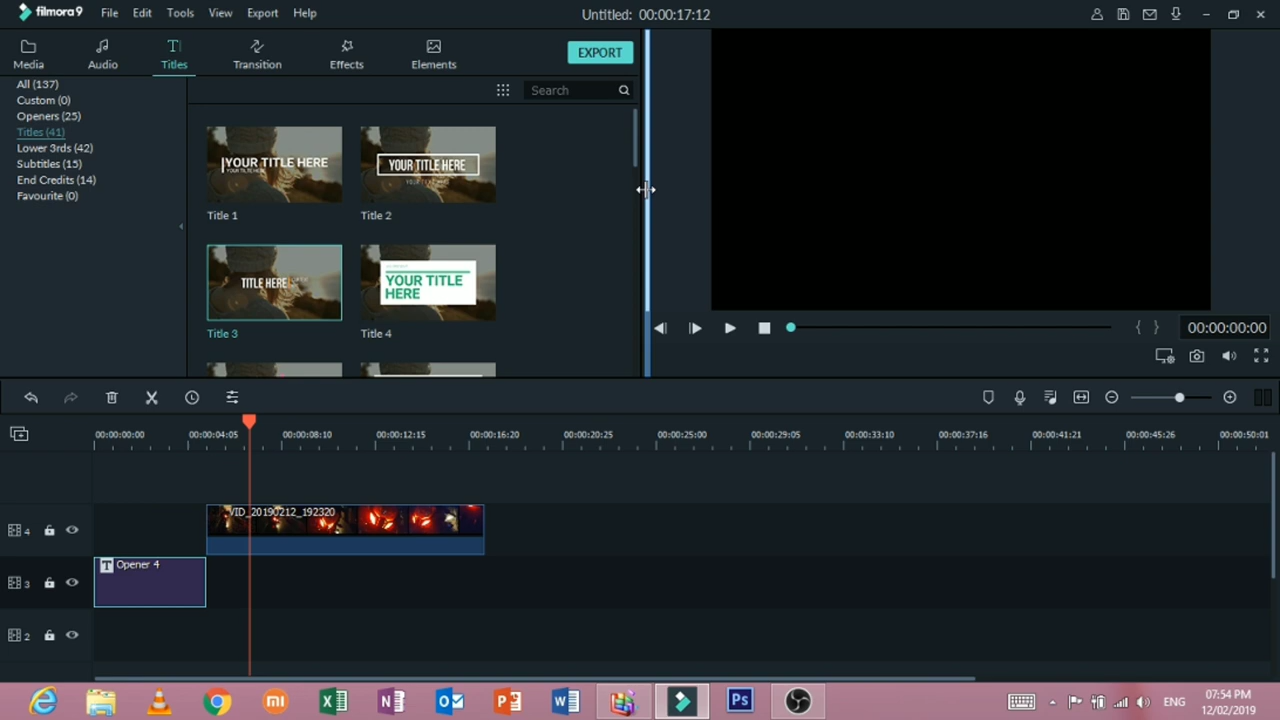 filmora9 File Edit Tools View Export Help Untitled: 00:00:17:12
Media Audio Titles Transition Effects Elements EXPORT
All (137)
Custom (0)
Openers (25)
Titles (41)
Lower 3rds (42)
Subtitles (15)
End Credits (14)
Favourite (0)
Search
YOUR TITLE HERE
Title 1
YOUR TITLE HERE
Title 2
TITLE HERE
Title 3
YOUR TITLE
HERE
Title 4
00:00:00:00
00:00:00:00 00:00:04:05 00:00:08:10 00:00:12:15 00:00:16:20 00:00:20:25 00:00:25:00 00:00:29:05 00:00:33:10 00:00:37:16 00:00:41:21 00:00:45:26 00:00:50:01
4
VID_20190212_192320
3
T Opener 4
2
ENG
07:54 PM
12/02/2019